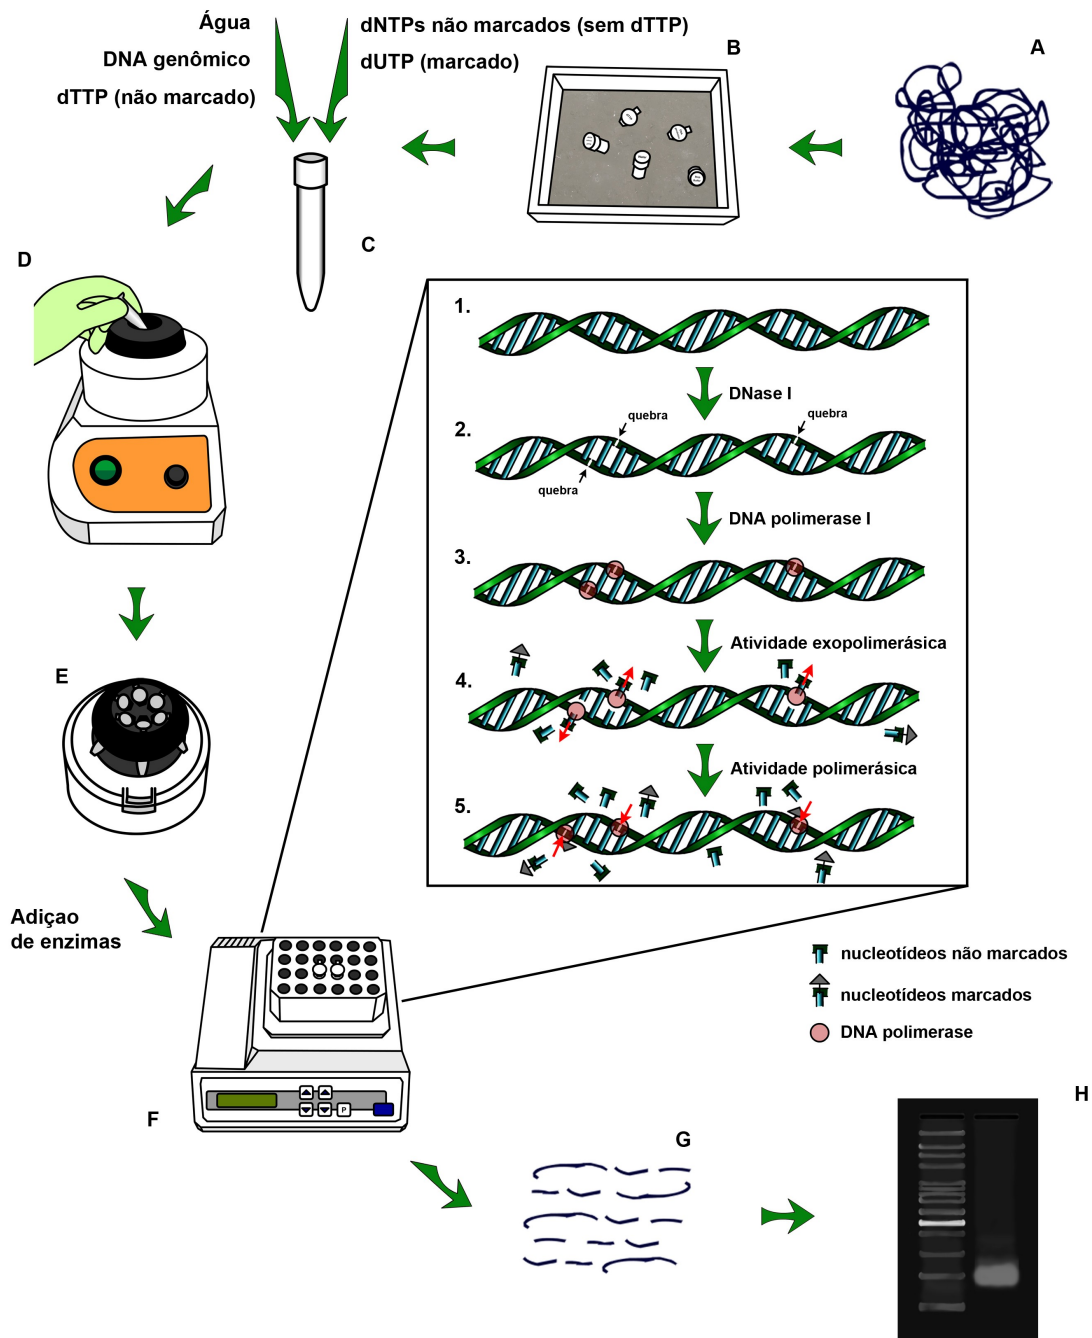 Água
DNA genômico
dTTP (não marcado)
dNTPs não marcados (sem dTTP)
dUTP (marcado)
B
A
C
D
1.
DNase I
quebra
quebra
2.
quebra
DNA polimerase I
3.
Atividade exopolimerásica
4.
Atividade polimerásica
5.
E
Adiçao
de enzimas
nucleotídeos não marcados
nucleotídeos marcados
DNA polimerase
P
F
G
H